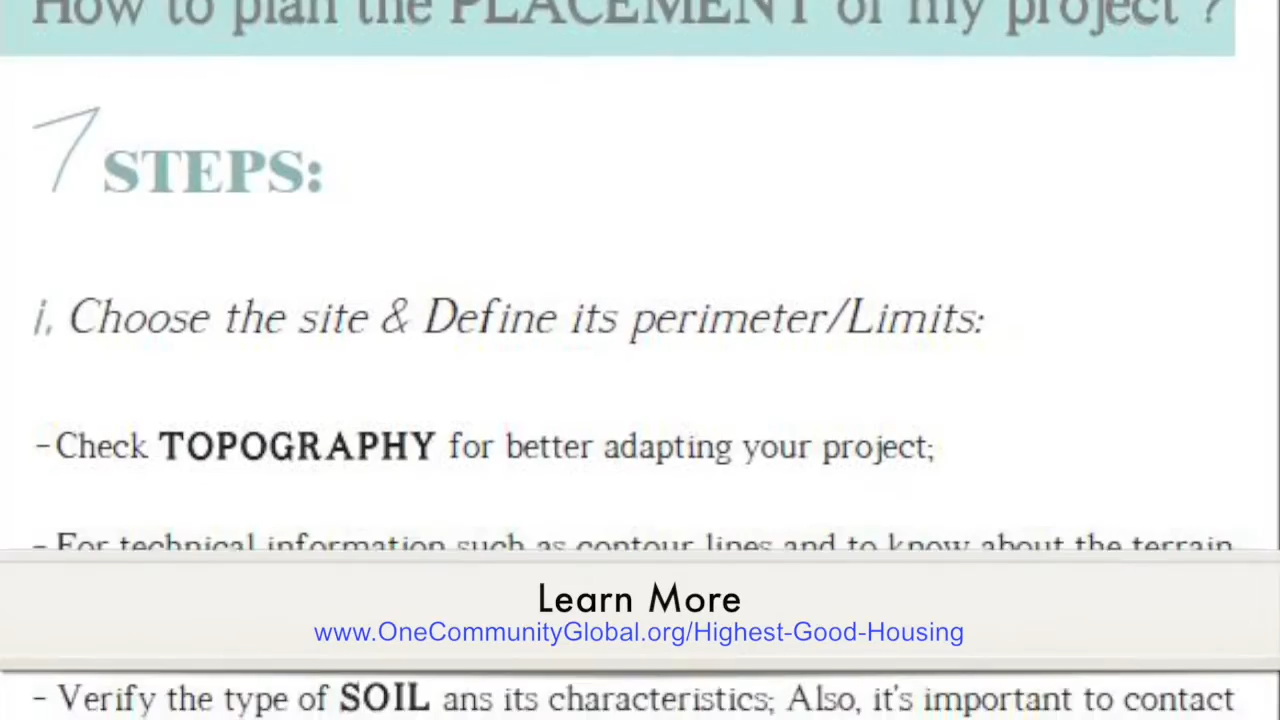 How to plan the PLACEMENT of my project ?
7 STEPS:
i. Choose the site & Define its perimeter/Limits:
-Check TOPOGRAPHY for better adapting your project;
- For technical information such as contour lines and to know about the terrain
Learn More
www.OneCommunityGlobal.org/Highest-Good-Housing
- Verify the type of SOIL ans its characteristics; Also, it's important to contact